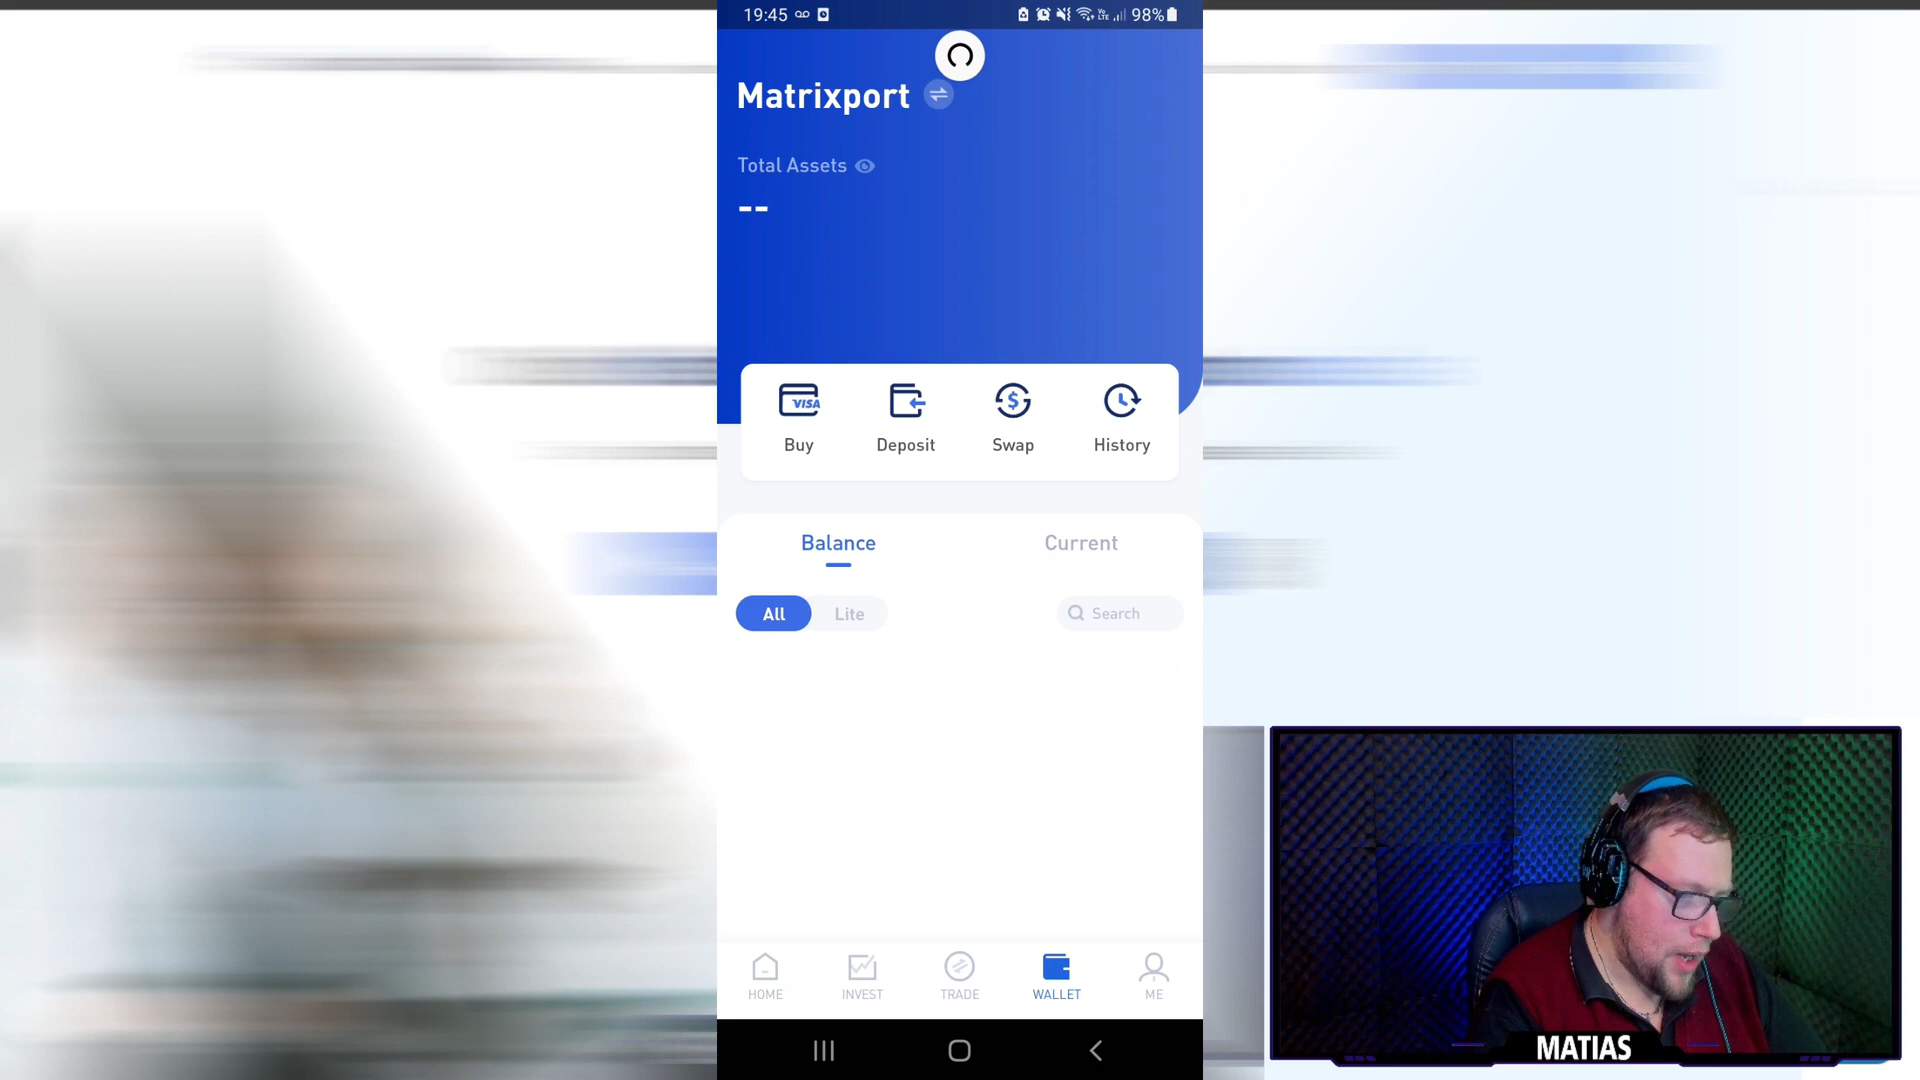 19:45 98%
Matrixport
Total Assets
--
VISA
Buy Deposit Swap History
Balance Current
All Lite Search
HOME INVEST TRADE WALLET ME
MATIAS